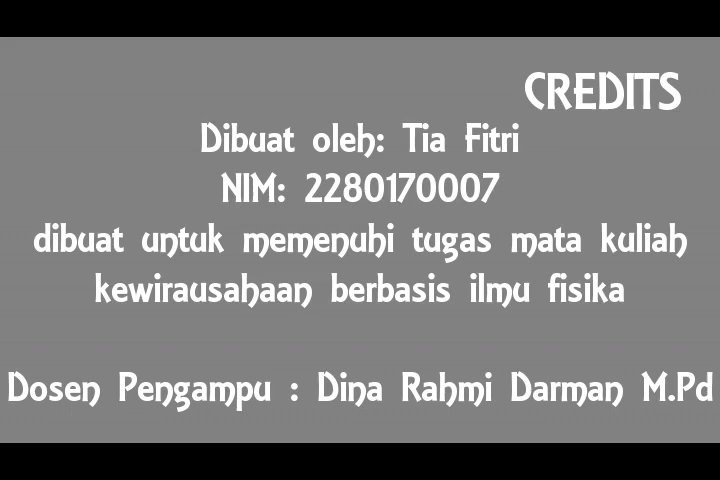 CREDITS
Dibuat oleh: Tia Fitri
NIM: 2280170007
dibuat untuk memenuhi tugas mata kuliah
kewirausahaan berbasis ilmu fisika
Dosen Pengampu : Dina Rahmi Darman M.Pd